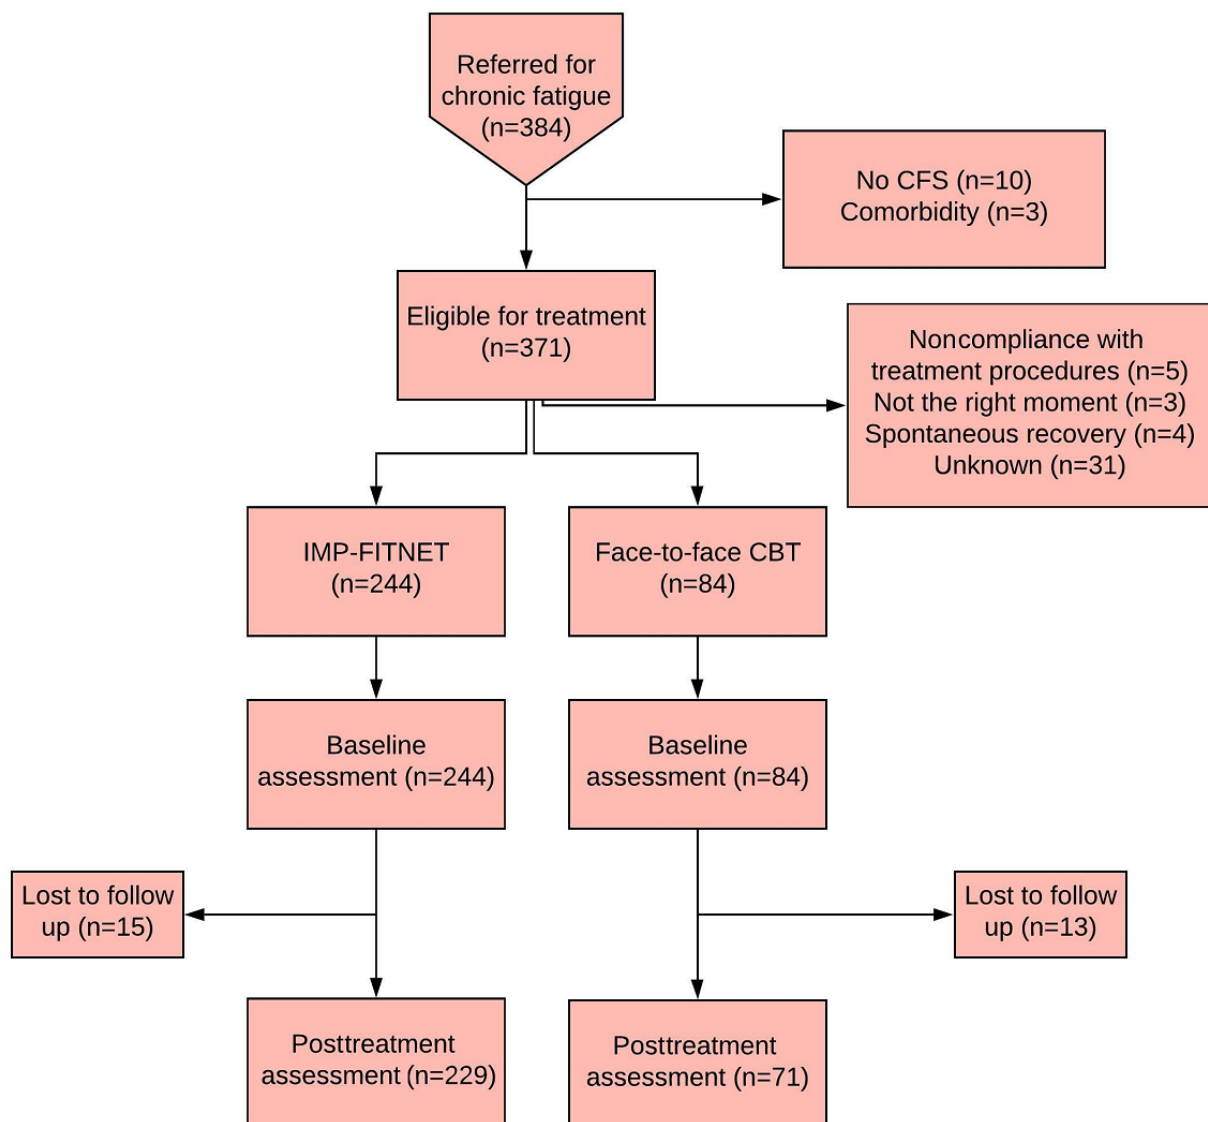 Referred for
chronic fatigue
(n=384)
No CFS (n=10)
Comorbidity (n=3)
Eligible for treatment
(n=371)
Noncompliance with
treatment procedures (n=5)
Not the right moment (n=3)
Spontaneous recovery (n=4)
Unknown (n=31)
IMP-FITNET
(n=244)
Face-to-face CBT
(n=84)
Baseline
assessment (n=244)
Baseline
assessment (n=84)
Lost to follow
up (n=15)
Lost to follow
up (n=13)
Posttreatment
assessment (n=229)
Posttreatment
assessment (n=71)